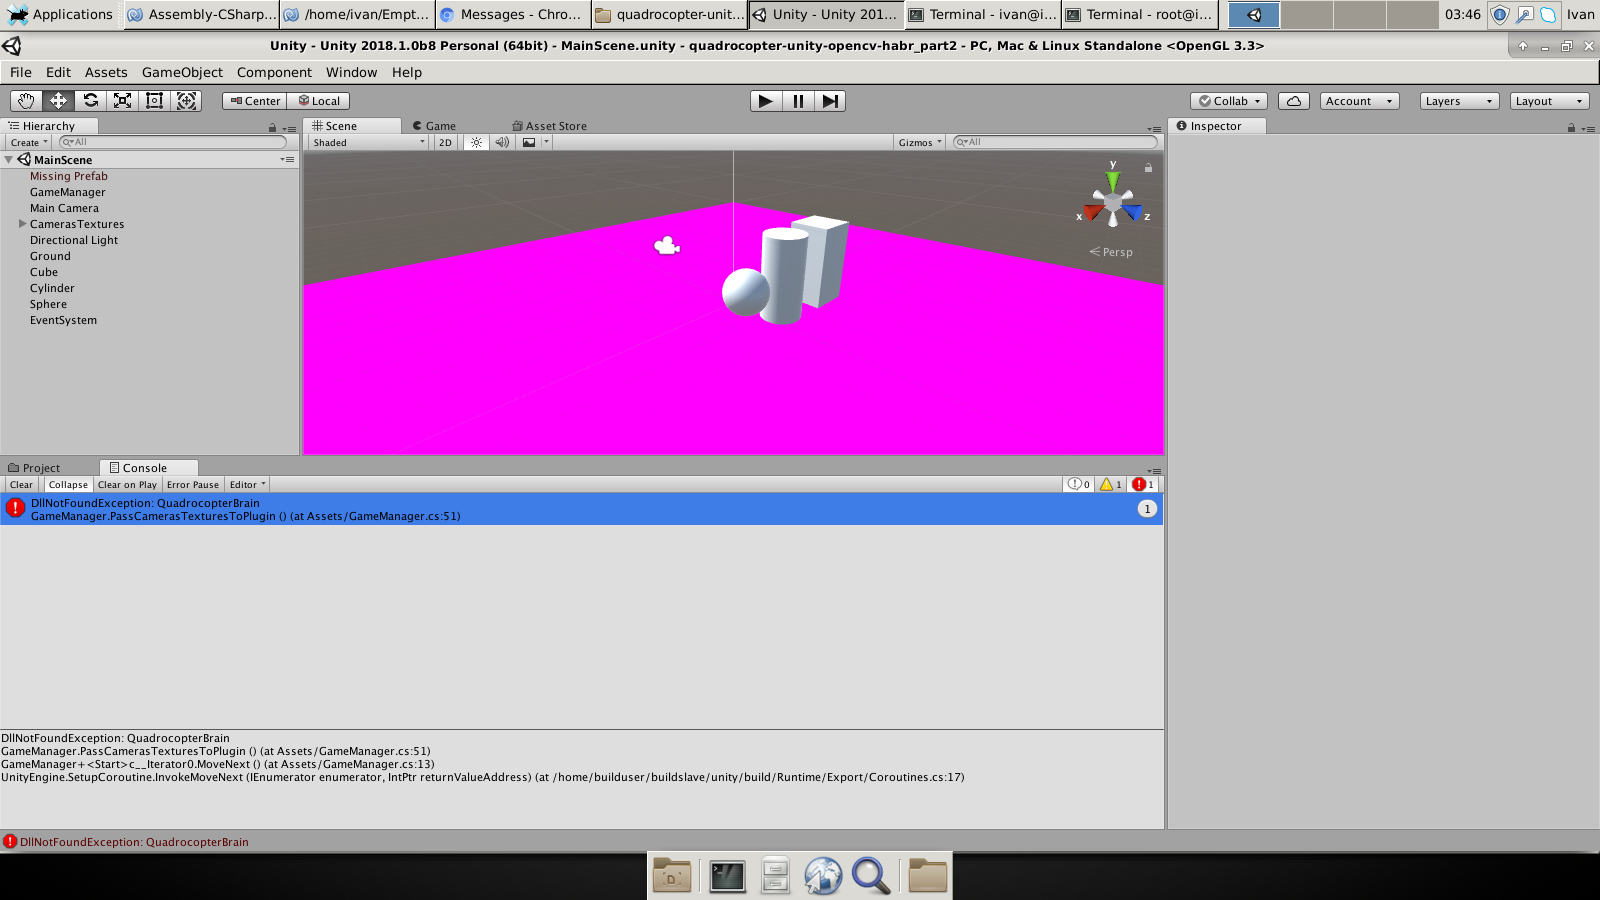 Applications
Assembly-CSharp...
/home/ivan/Empt...
Messages - Chro...
quadrocopter-unit...
Unity - Unity 201...
Terminal - ivan@i...
Terminal - root@i...
03:46
Ivan
Unity - Unity 2018.1.0b8 Personal (64bit) - MainScene.unity - quadrocopter-unity-opencv-habr_part2 - PC, Mac & Linux Standalone <OpenGL 3.3>
File Edit Assets GameObject Component Window Help
Center Local
Collab Account Layers Layout
Hierarchy
Scene Game Asset Store
Inspector
Create All
Shaded 2D Gizmos All
MainScene
Missing Prefab
GameManager
Main Camera
CamerasTextures
Directional Light
Ground
Cube
Cylinder
Sphere
EventSystem
y
x z
Persp
Project Console
Clear Collapse Clear on Play Error Pause Editor 0 1 1
DllNotFoundException: QuadrocopterBrain
GameManager.PassCamerasTexturesToPlugin () (at Assets/GameManager.cs:51)
1
DllNotFoundException: QuadrocopterBrain
GameManager.PassCamerasTexturesToPlugin () (at Assets/GameManager.cs:51)
GameManager+<Start>c__Iterator0.MoveNext () (at Assets/GameManager.cs:13)
UnityEngine.SetupCoroutine.InvokeMoveNext (IEnumerator enumerator, IntPtr returnValueAddress) (at /home/builduser/buildslave/unity/build/Runtime/Export/Coroutines.cs:17)
DllNotFoundException: QuadrocopterBrain